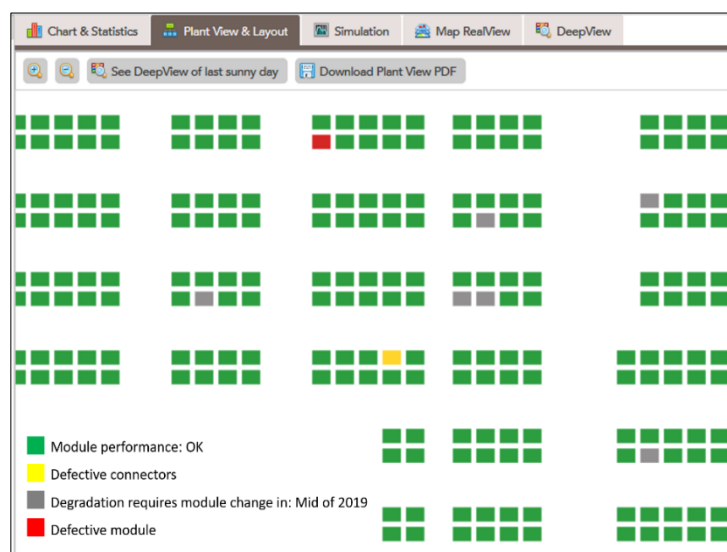 Chart & Statistics
Plant View & Layout
Simulation
Map RealView
DeepView
See DeepView of last sunny day
Download Plant View PDF
Module performance: OK
Defective connectors
Degradation requires module change in: Mid of 2019
Defective module